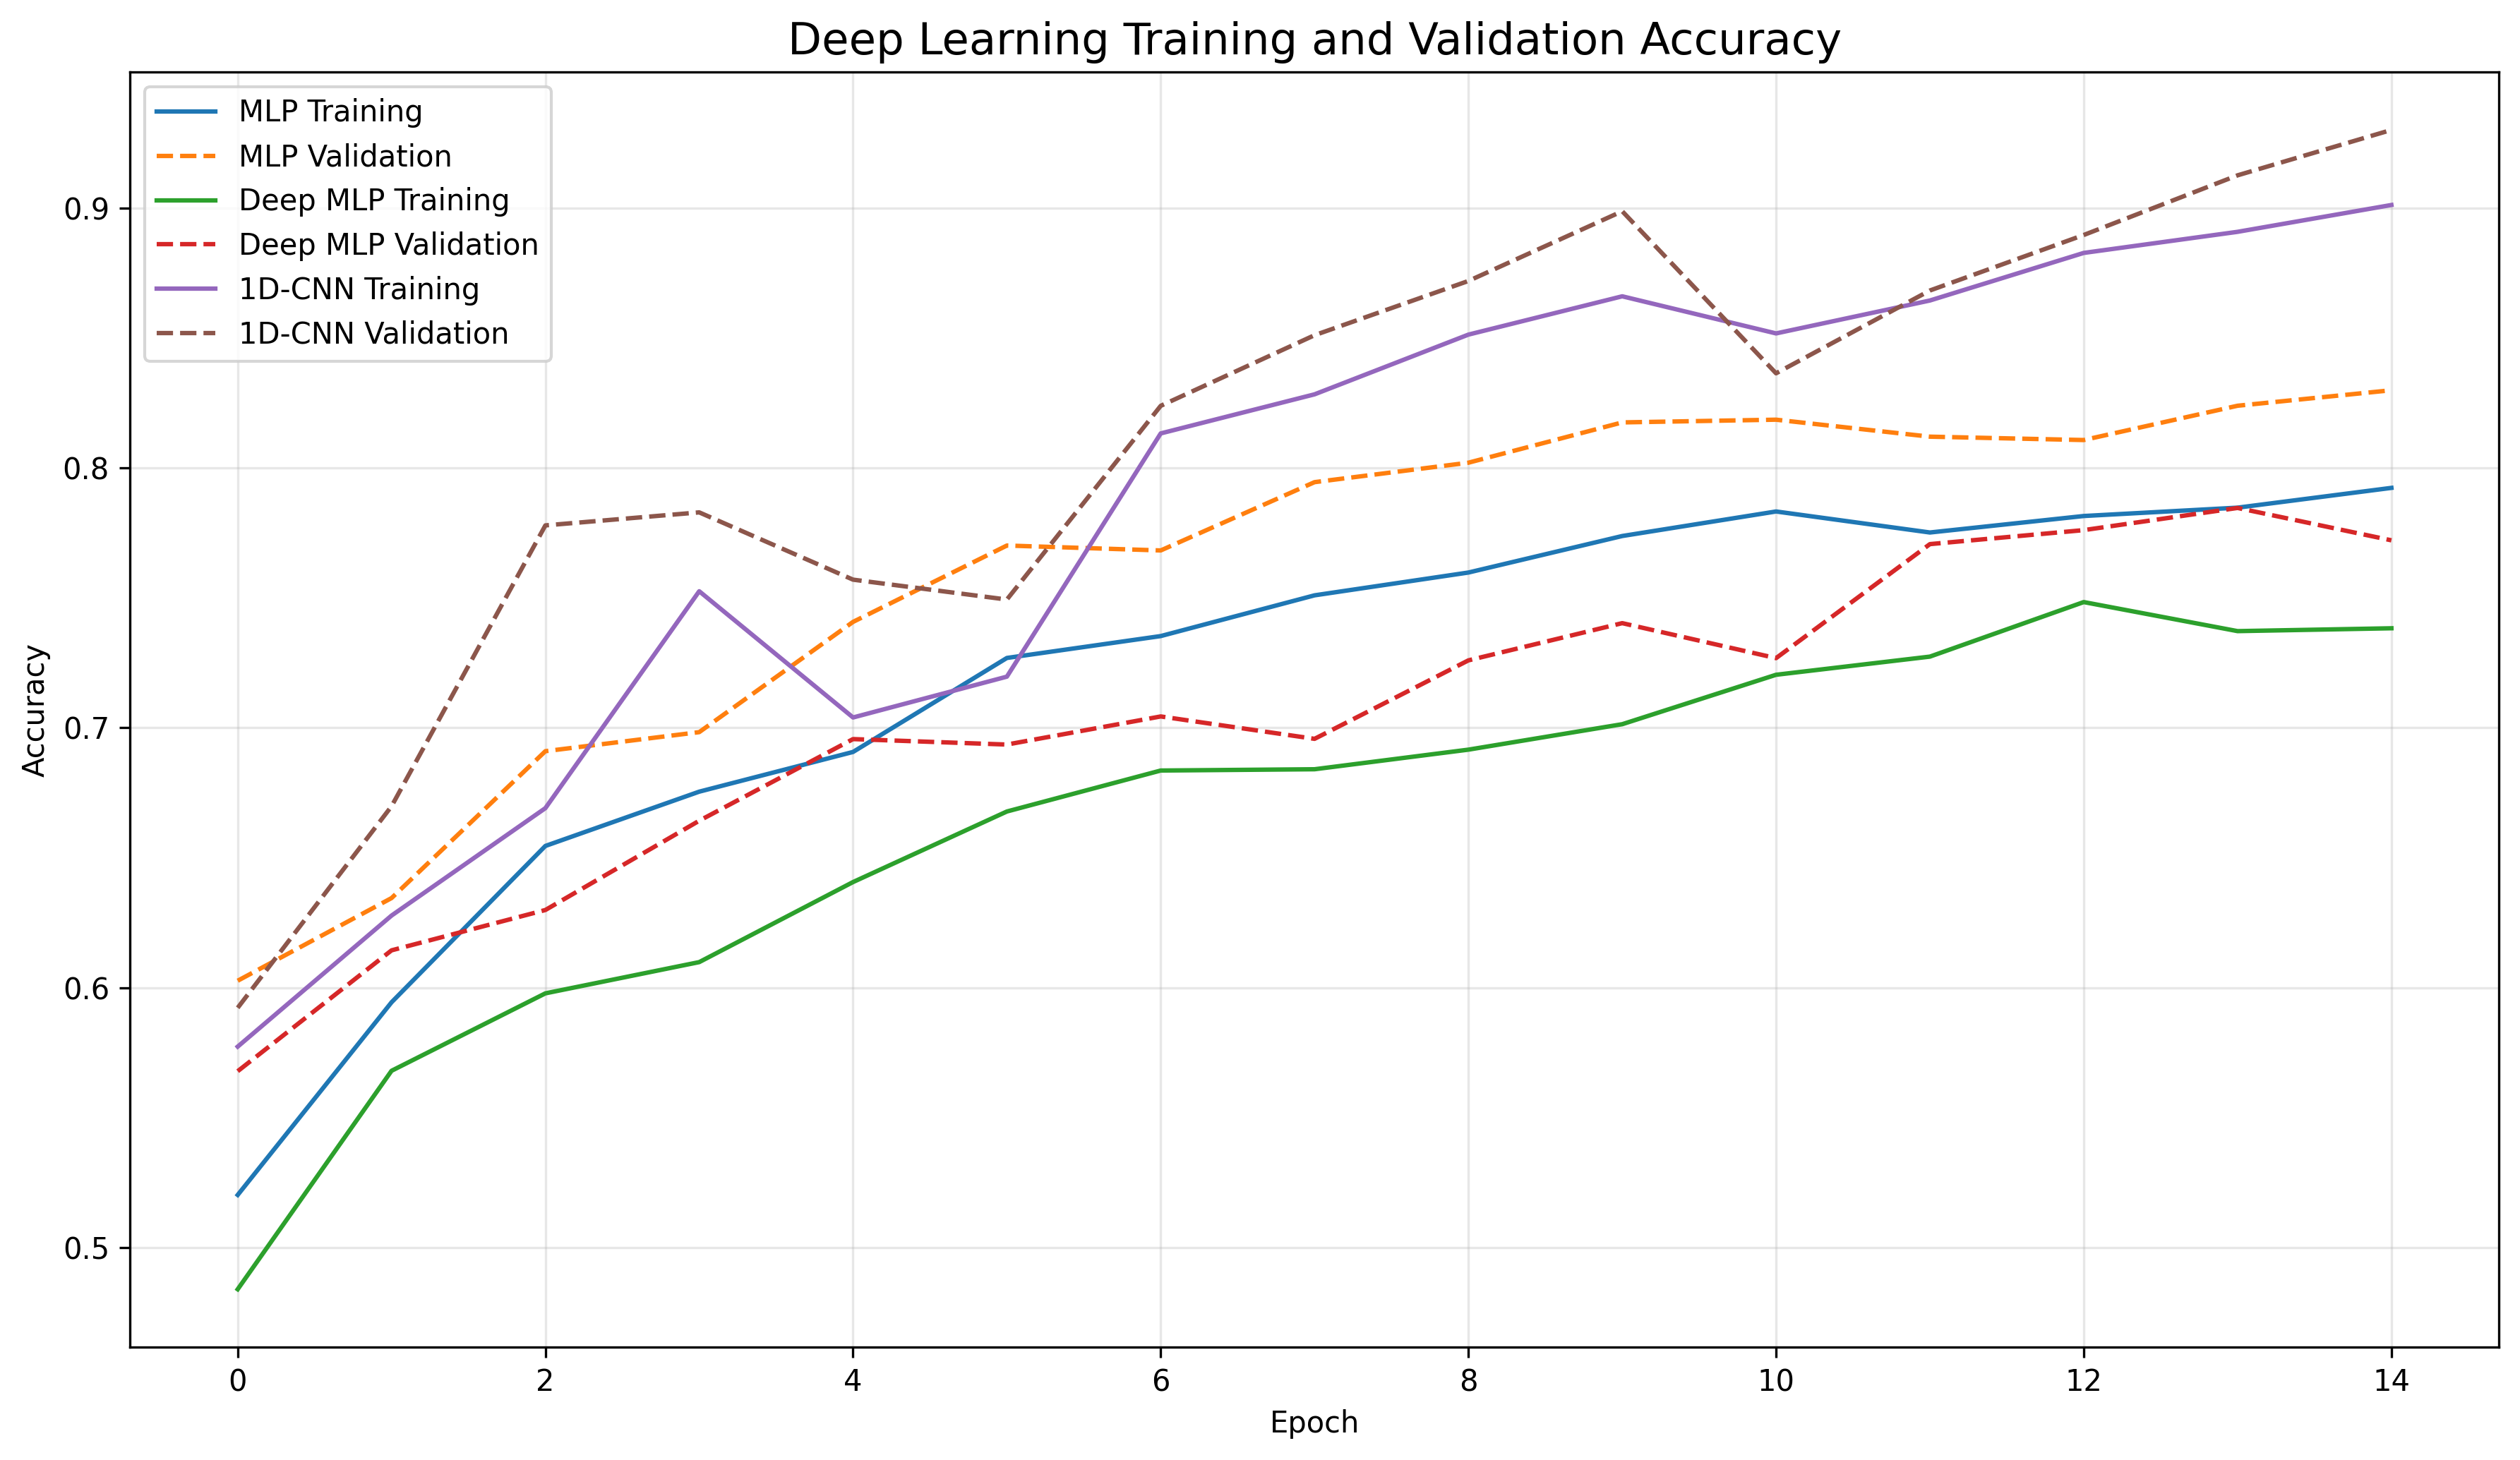 Deep Learning Training and Validation Accuracy
MLP Training
MLP Validation
Deep MLP Training
Deep MLP Validation
1D-CNN Training
1D-CNN Validation
Accuracy
0.9
0.8
0.7
0.6
0.5
0 2 4 6 8 10 12 14
Epoch